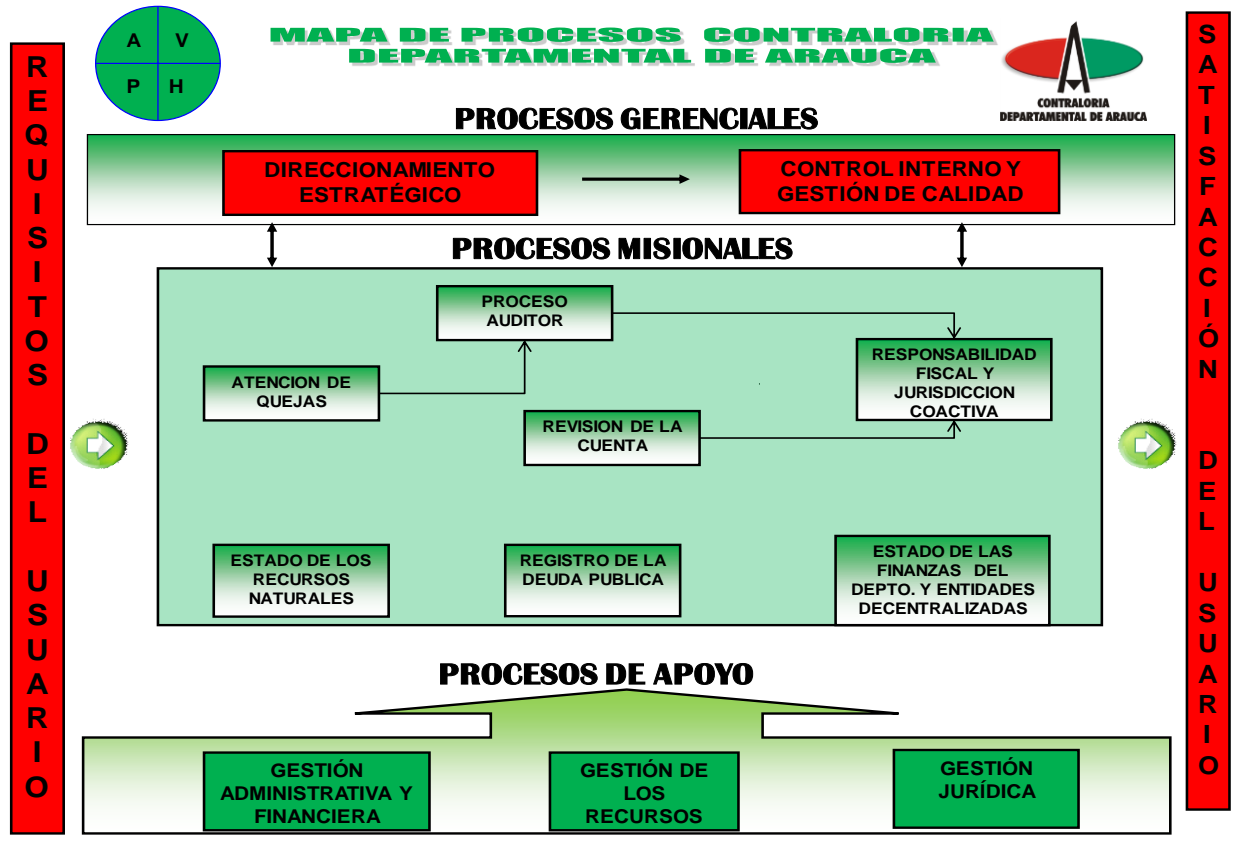 A V
P H
MAPA DE PROCESOS CONTRALORIA
DEPARTAMENTAL DE ARAUCA
CONTRALORIA
DEPARTAMENTAL DE ARAUCA
REQUISITOS DEL USUARIO
PROCESOS GERENCIALES
DIRECCIONAMIENTO
ESTRATÉGICO
CONTROL INTERNO Y
GESTIÓN DE CALIDAD
PROCESOS MISIONALES
PROCESO
AUDITOR
ATENCION DE
QUEJAS
RESPONSABILIDAD
FISCAL Y
JURISDICCION
COACTIVA
REVISION DE LA
CUENTA
ESTADO DE LOS
RECURSOS
NATURALES
REGISTRO DE LA
DEUDA PUBLICA
ESTADO DE LAS
FINANZAS DEL
DEPTO. Y ENTIDADES
DECENTRALIZADAS
PROCESOS DE APOYO
GESTIÓN
ADMINISTRATIVA Y
FINANCIERA
GESTIÓN DE
LOS
RECURSOS
GESTIÓN
JURÍDICA
SATISFACCIÓN DEL USUARIO